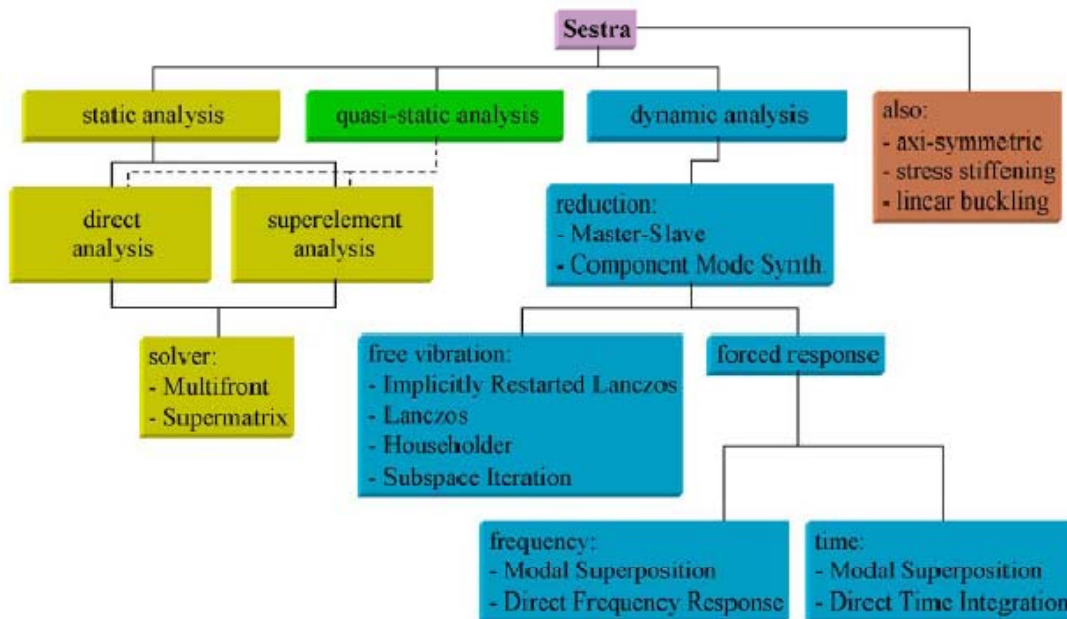 Sestra
static analysis
quasi-static analysis
dynamic analysis
also:
- axi-symmetric
- stress stiffening
- linear buckling
direct
analysis
superelement
analysis
reduction:
- Master-Slave
- Component Mode Synth.
solver:
- Multifront
- Supermatrix
free vibration:
- Implicitly Restarted Lanczos
- Lanczos
- Householder
- Subspace Iteration
forced response
frequency:
- Modal Superposition
- Direct Frequency Response
time:
- Modal Superposition
- Direct Time Integration